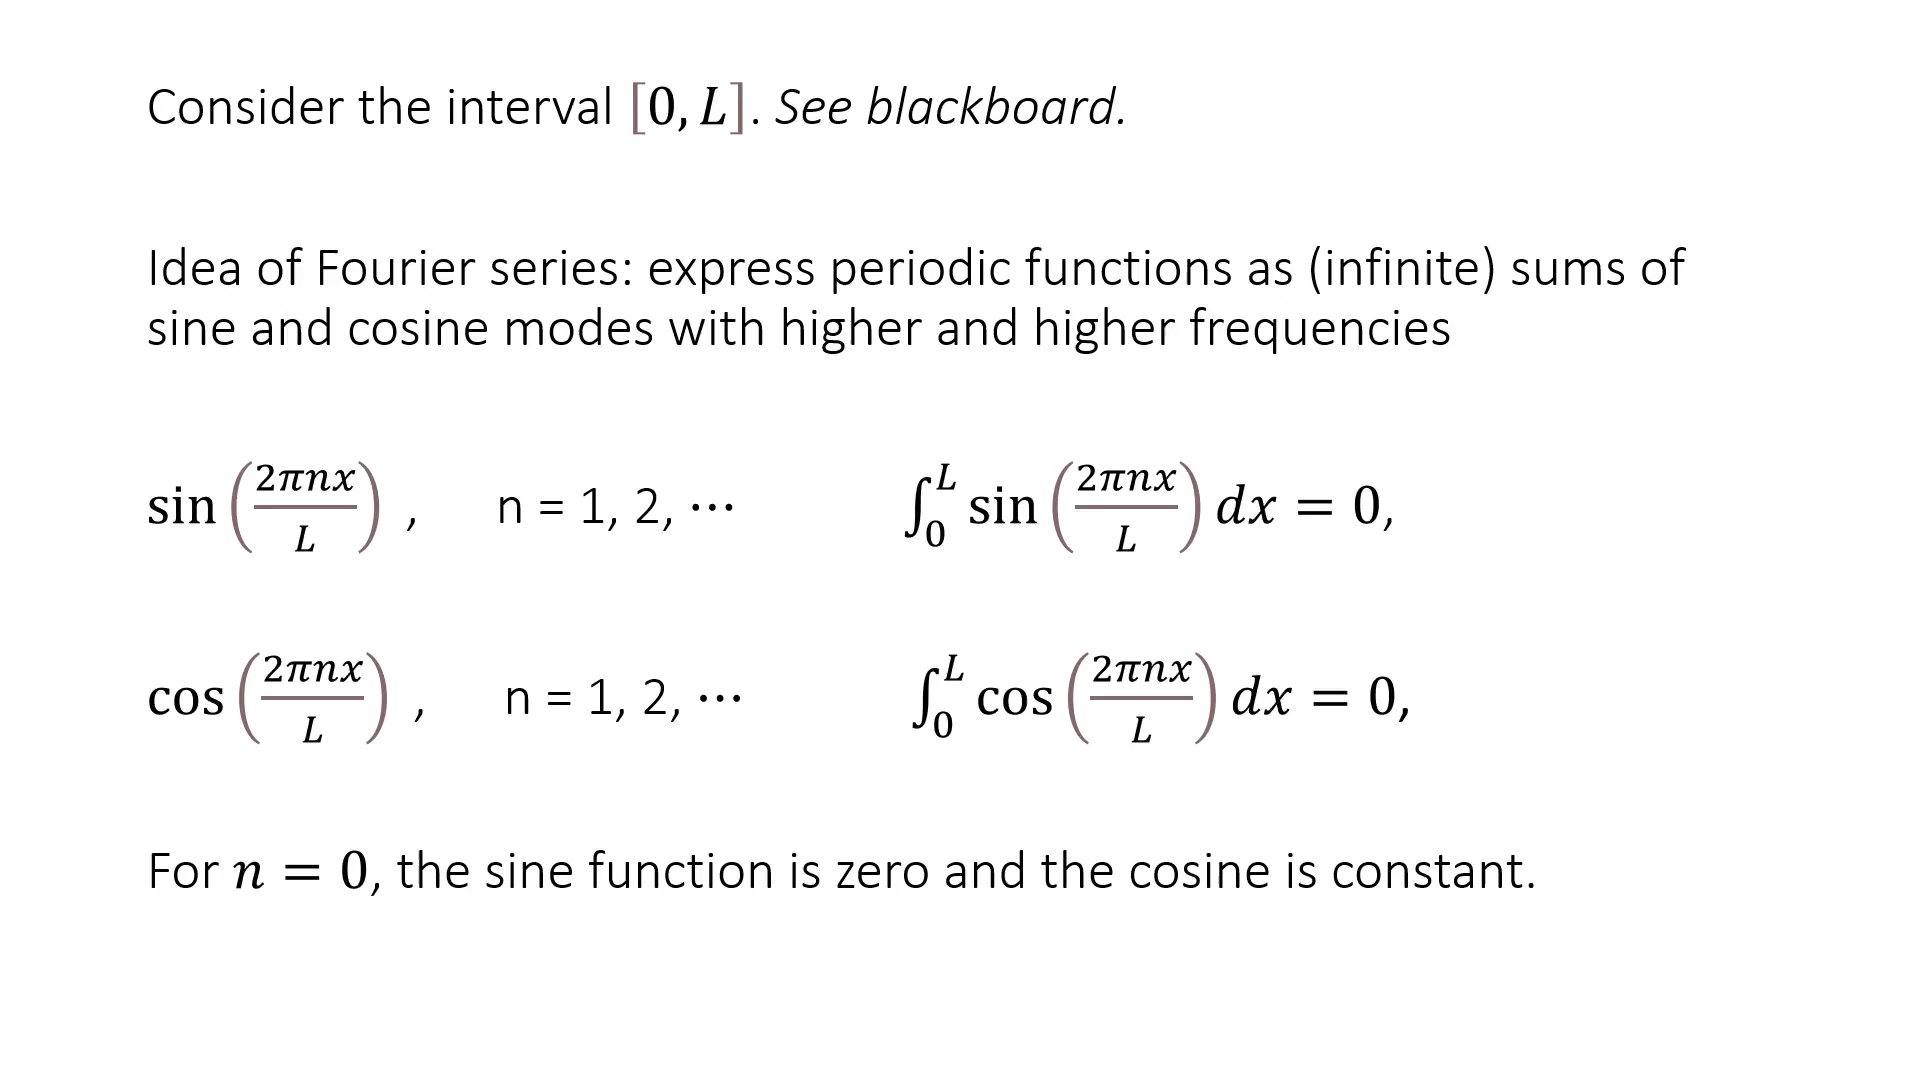 Consider the interval [0, L]. See blackboard.
Idea of Fourier series: express periodic functions as (infinite) sums of
sine and cosine modes with higher and higher frequencies
sin(2πnx/L) , n = 1, 2, ⋯ ∫₀ᴸ sin(2πnx/L) dx = 0,
cos(2πnx/L) , n = 1, 2, ⋯ ∫₀ᴸ cos(2πnx/L) dx = 0,
For n = 0, the sine function is zero and the cosine is constant.